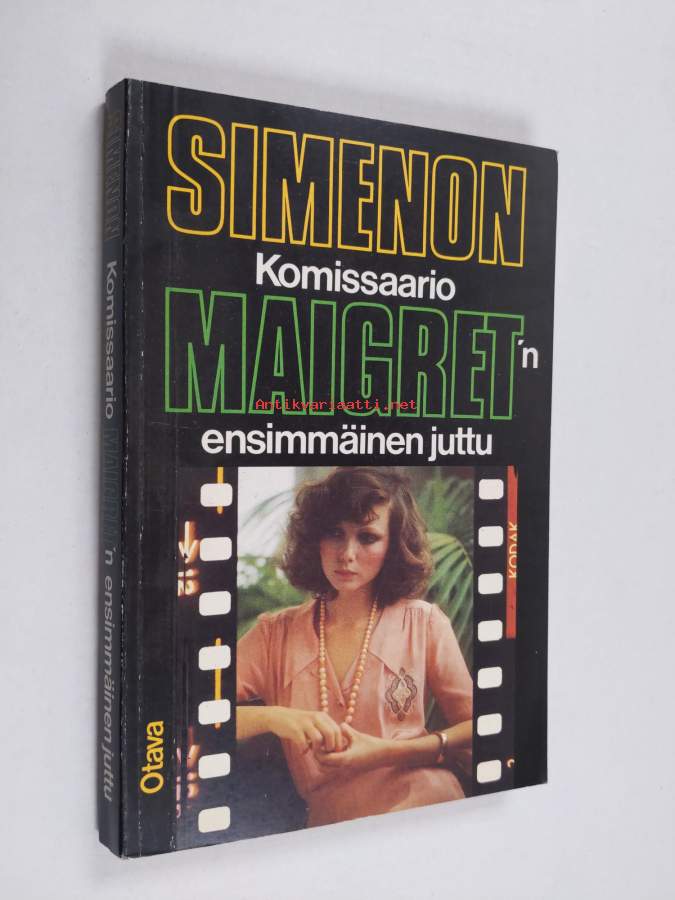 SIMENON
Komissaario
MAIGRET'n
Antikvariaatti.net
ensimmäinen juttu
KODAK
Otava
SIMENON Komissaario MAIGRET'n ensimmäinen juttu